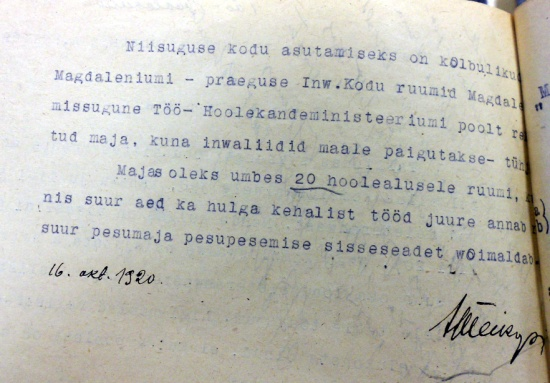 Niisuguse kodu asutamiseks on kõlbulikud
Magdaleniumi - praeguse Inw.Kodu ruumid Magdale
missugune Töö- Hoolekandeministeeriumi poolt re
tud maja, kuna inwaliidid maale paigutakse- tüh
Majas oleks umbes 20 hoolealusele ruumi,
nis suur aed ka hulga kehalist tööd juure annab
suur pesumaja pesupesemise sisseseadet wõimaldab
16. okt. 1920.